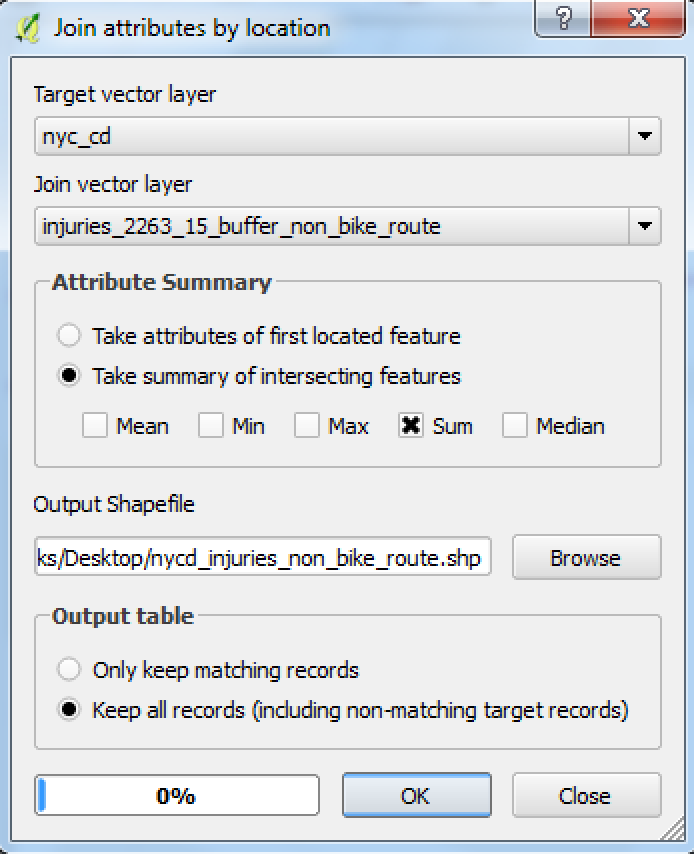 Join attributes by location ?
Target vector layer
nyc_cd
Join vector layer
injuries_2263_15_buffer_non_bike_route
Attribute Summary
Take attributes of first located feature
Take summary of intersecting features
Mean Min Max Sum Median
Output Shapefile
ks/Desktop/nycd_injuries_non_bike_route.shp Browse
Output table
Only keep matching records
Keep all records (including non-matching target records)
0% OK Close